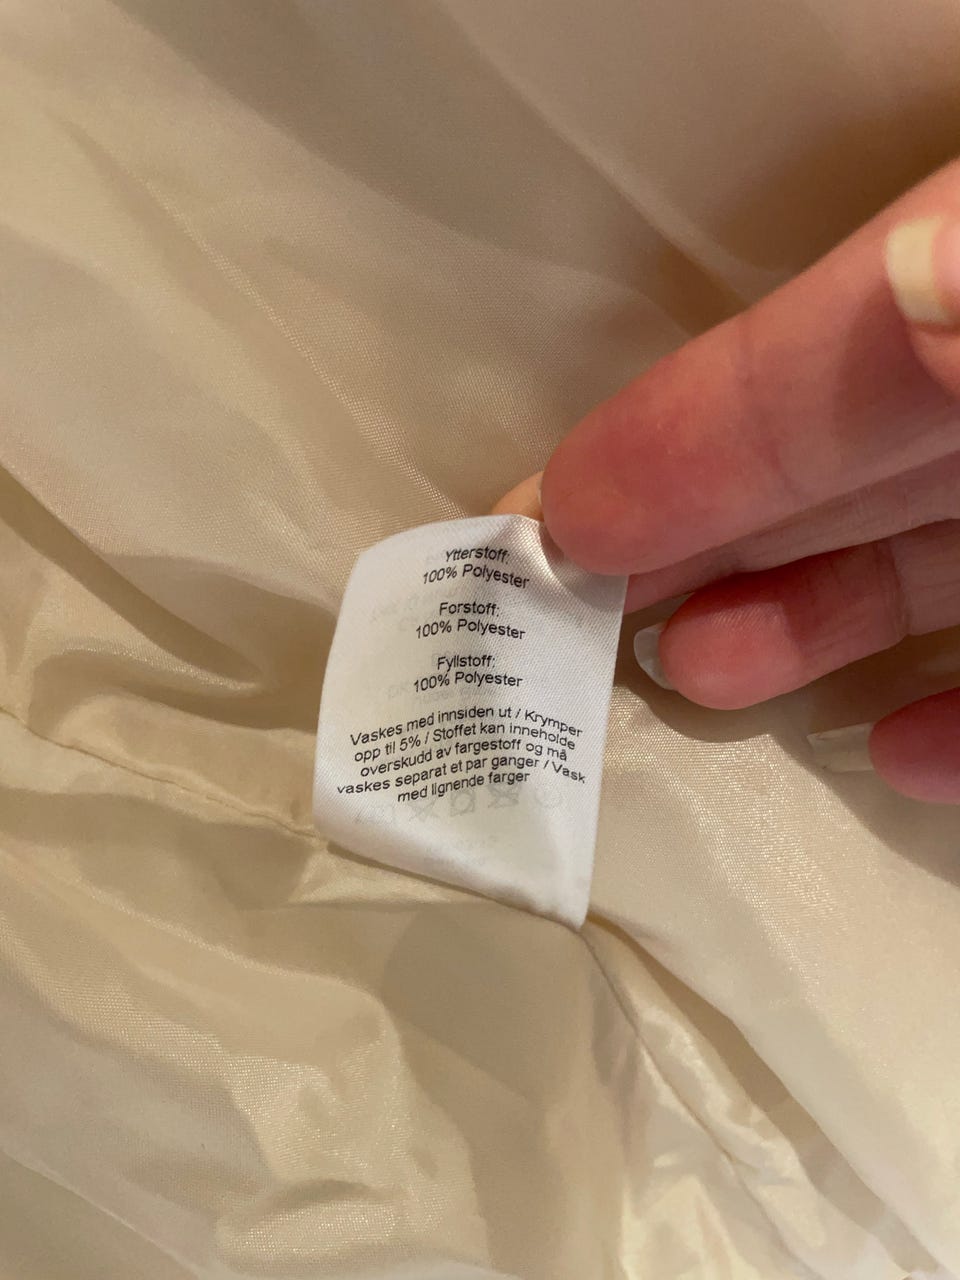 Ytterstoff:
100% Polyester
Forstoff:
100% Polyester
Fyllstoff:
100% Polyester
Vaskes med innsiden ut / Krymper
opp til 5% / Stoffet kan inneholde
overskudd av fargestoff og må
vaskes separat et par ganger / Vask
med lignende farger